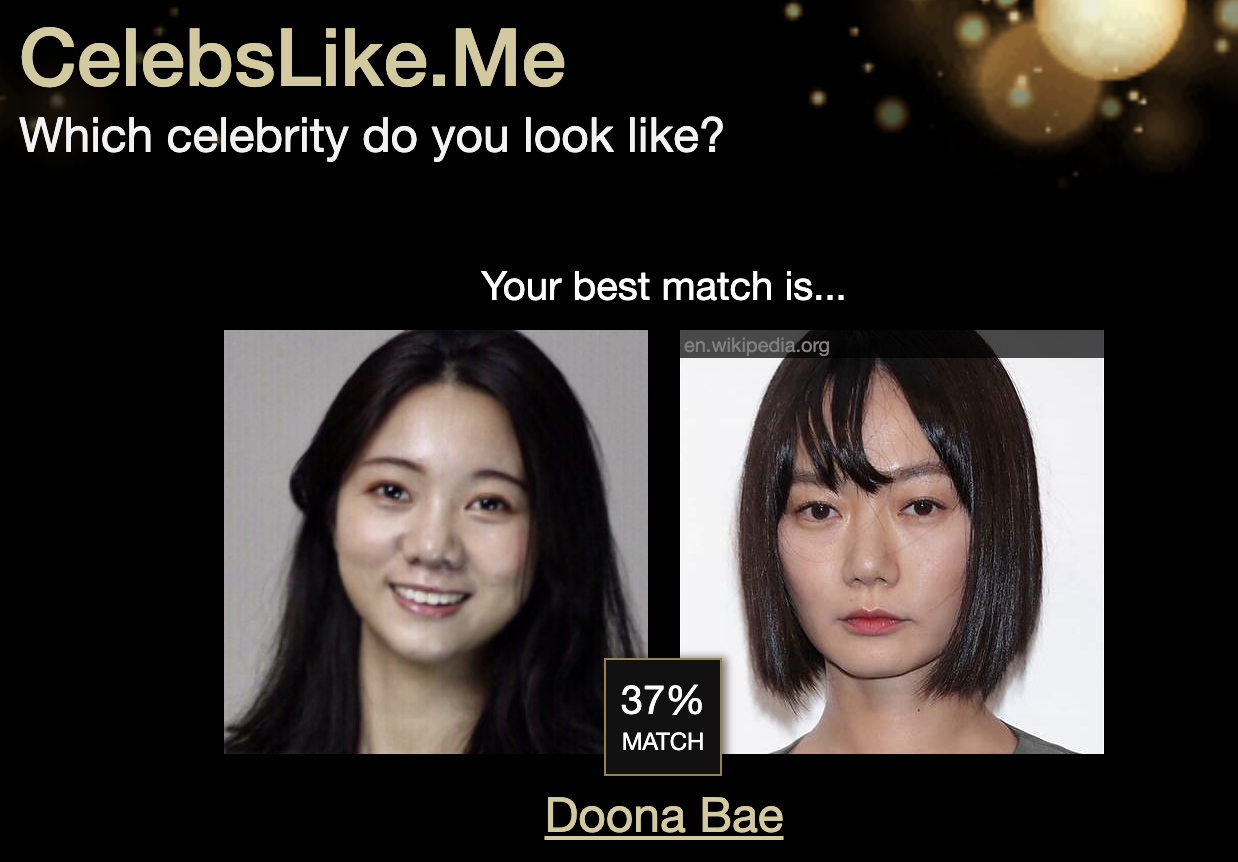 CelebsLike.Me
Which celebrity do you look like?
Your best match is...
en.wikipedia.org
37%
MATCH
Doona Bae